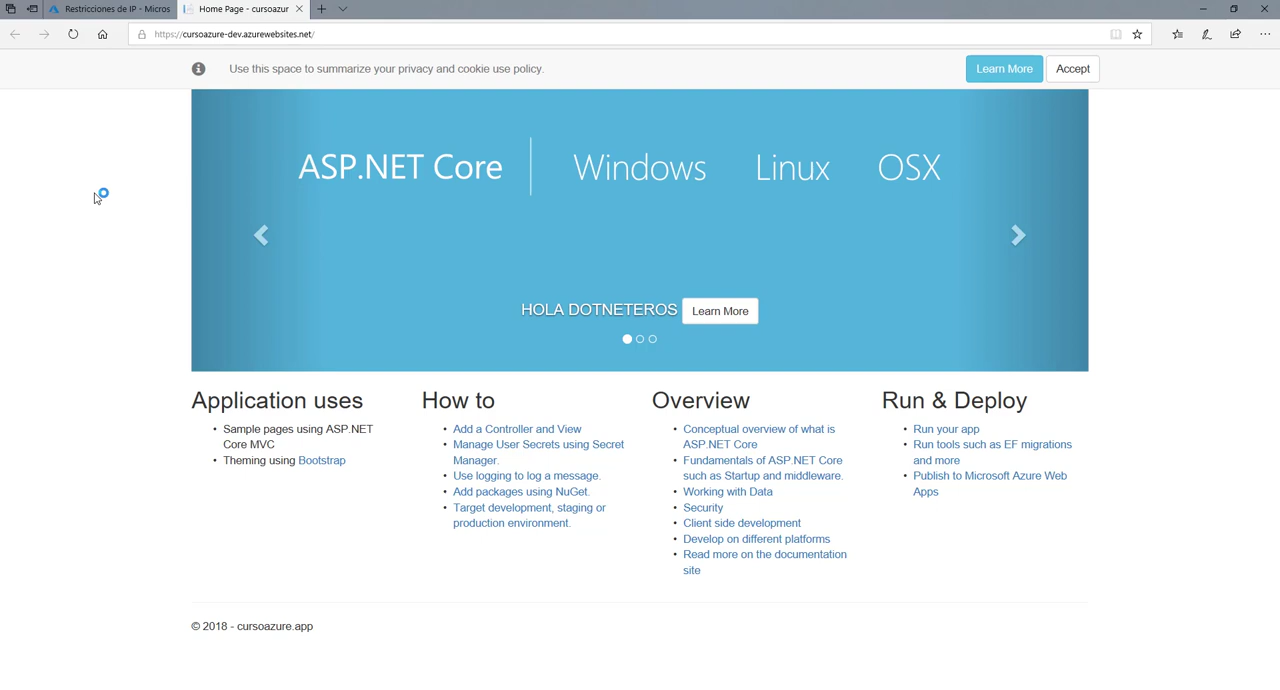 Restricciones de IP - Micros
Home Page - cursoazur
https://cursoazure-dev.azurewebsites.net/
Use this space to summarize your privacy and cookie use policy.
Learn More
Accept
ASP.NET Core
Windows
Linux
OSX
HOLA DOTNETEROS
Learn More
Application uses
• Sample pages using ASP.NET
Core MVC
• Theming using Bootstrap
How to
• Add a Controller and View
• Manage User Secrets using Secret
Manager.
• Use logging to log a message.
• Add packages using NuGet.
• Target development, staging or
production environment.
Overview
• Conceptual overview of what is
ASP.NET Core
• Fundamentals of ASP.NET Core
such as Startup and middleware.
• Working with Data
• Security
• Client side development
• Develop on different platforms
• Read more on the documentation
site
Run & Deploy
• Run your app
• Run tools such as EF migrations
and more
• Publish to Microsoft Azure Web
Apps
© 2018 - cursoazure.app